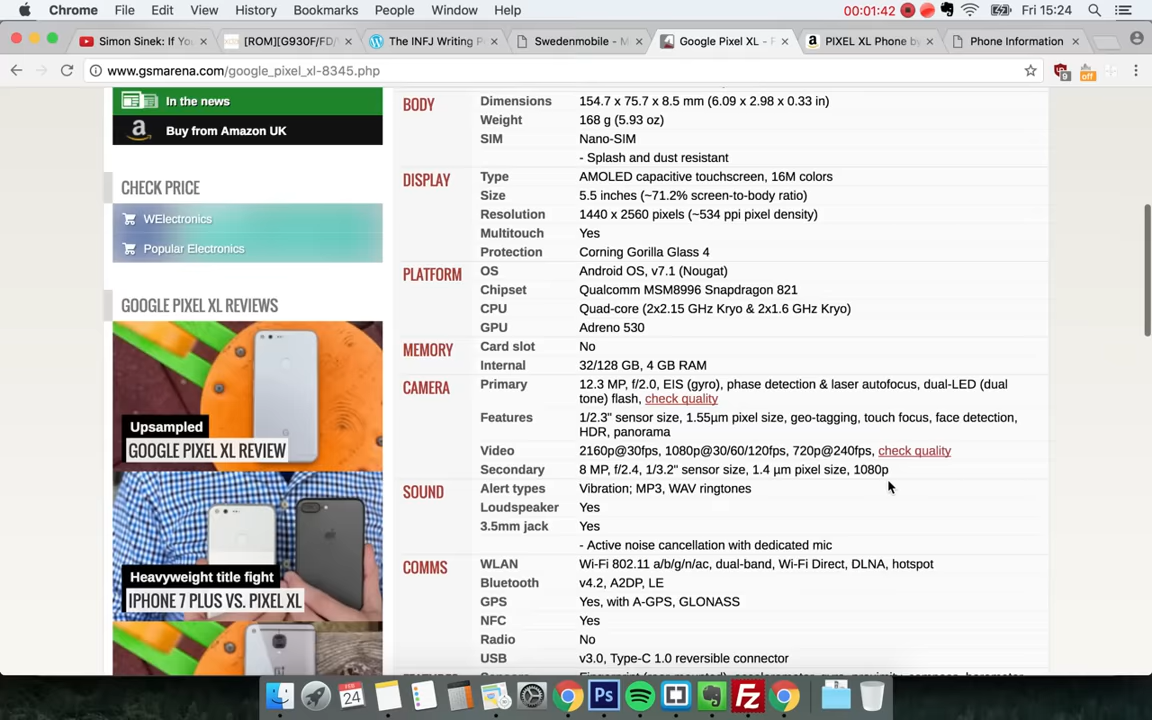 Chrome File Edit View History Bookmarks People Window Help 00:01:42 Fri 15:24
Simon Sinek: If Yo
[ROM][G930F/FD/
The INFJ Writing P
Swedenmobile - M
Google Pixel XL - F
PIXEL XL Phone by
Phone Information
www.gsmarena.com/google_pixel_xl-8345.php
9
off
In the news
Buy from Amazon UK
CHECK PRICE
WElectronics
Popular Electronics
GOOGLE PIXEL XL REVIEWS
Upsampled
GOOGLE PIXEL XL REVIEW
Heavyweight title fight
IPHONE 7 PLUS VS. PIXEL XL
BODY Dimensions 154.7 x 75.7 x 8.5 mm (6.09 x 2.98 x 0.33 in)
Weight 168 g (5.93 oz)
SIM Nano-SIM
- Splash and dust resistant
DISPLAY Type AMOLED capacitive touchscreen, 16M colors
Size 5.5 inches (~71.2% screen-to-body ratio)
Resolution 1440 x 2560 pixels (~534 ppi pixel density)
Multitouch Yes
Protection Corning Gorilla Glass 4
PLATFORM OS Android OS, v7.1 (Nougat)
Chipset Qualcomm MSM8996 Snapdragon 821
CPU Quad-core (2x2.15 GHz Kryo & 2x1.6 GHz Kryo)
GPU Adreno 530
MEMORY Card slot No
Internal 32/128 GB, 4 GB RAM
CAMERA Primary 12.3 MP, f/2.0, EIS (gyro), phase detection & laser autofocus, dual-LED (dual
tone) flash, check quality
Features 1/2.3" sensor size, 1.55µm pixel size, geo-tagging, touch focus, face detection,
HDR, panorama
Video 2160p@30fps, 1080p@30/60/120fps, 720p@240fps, check quality
Secondary 8 MP, f/2.4, 1/3.2" sensor size, 1.4 µm pixel size, 1080p
SOUND Alert types Vibration; MP3, WAV ringtones
Loudspeaker Yes
3.5mm jack Yes
- Active noise cancellation with dedicated mic
COMMS WLAN Wi-Fi 802.11 a/b/g/n/ac, dual-band, Wi-Fi Direct, DLNA, hotspot
Bluetooth v4.2, A2DP, LE
GPS Yes, with A-GPS, GLONASS
NFC Yes
Radio No
USB v3.0, Type-C 1.0 reversible connector
FEB
24
Ps
Fz